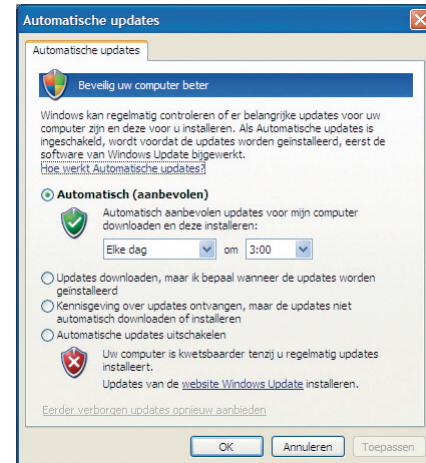 Automatische updates
Automatische updates
Beveilig uw computer beter
Windows kan regelmatig controleren of er belangrijke updates voor uw
computer zijn en deze voor u installeren. Als Automatische updates is
ingeschakeld, wordt voordat de updates worden geïnstalleerd, eerst de
software van Windows Update bijgewerkt.
Hoe werkt Automatische updates?
Automatisch (aanbevolen)
Automatisch aanbevolen updates voor mijn computer
downloaden en deze installeren:
Elke dag om 3:00
Updates downloaden, maar ik bepaal wanneer de updates worden
geïnstalleerd
Kennisgeving over updates ontvangen, maar de updates niet
automatisch downloaden of installeren
Automatische updates uitschakelen
Uw computer is kwetsbaarder tenzij u regelmatig updates
installeert.
Updates van de website Windows Update installeren.
Eerder verborgen updates opnieuw aanbieden
OK Annuleren Toepassen